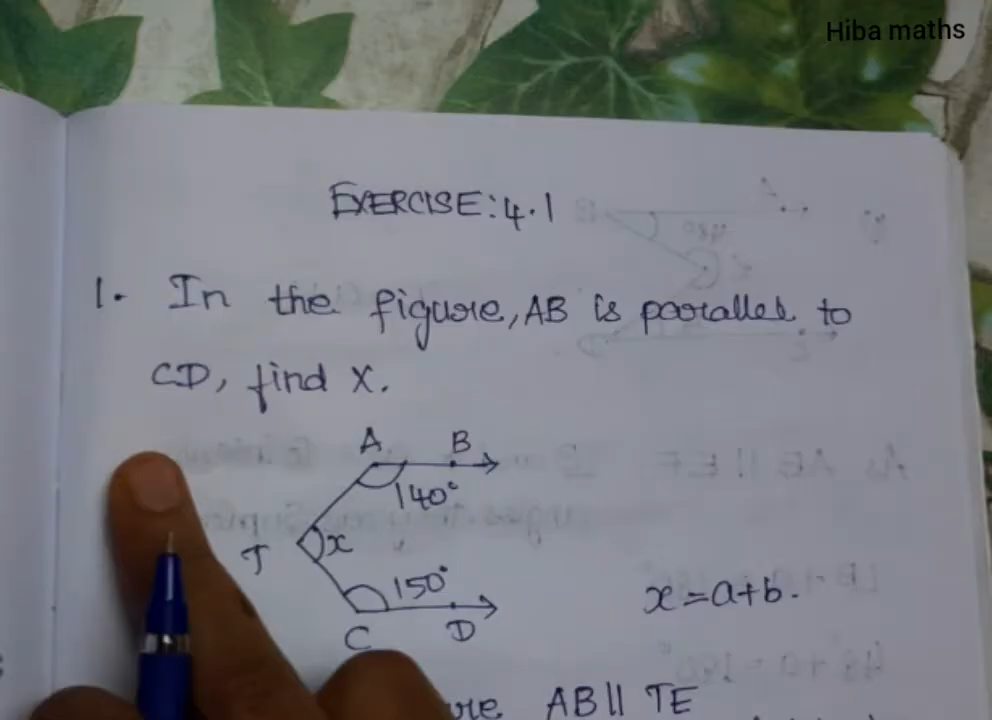 Hiba maths
EXERCISE: 4.1
1. In the figure, AB is parallel to
CD, find x.
A B
140°
T x
150°
C D
x = a+b.
AB || TE